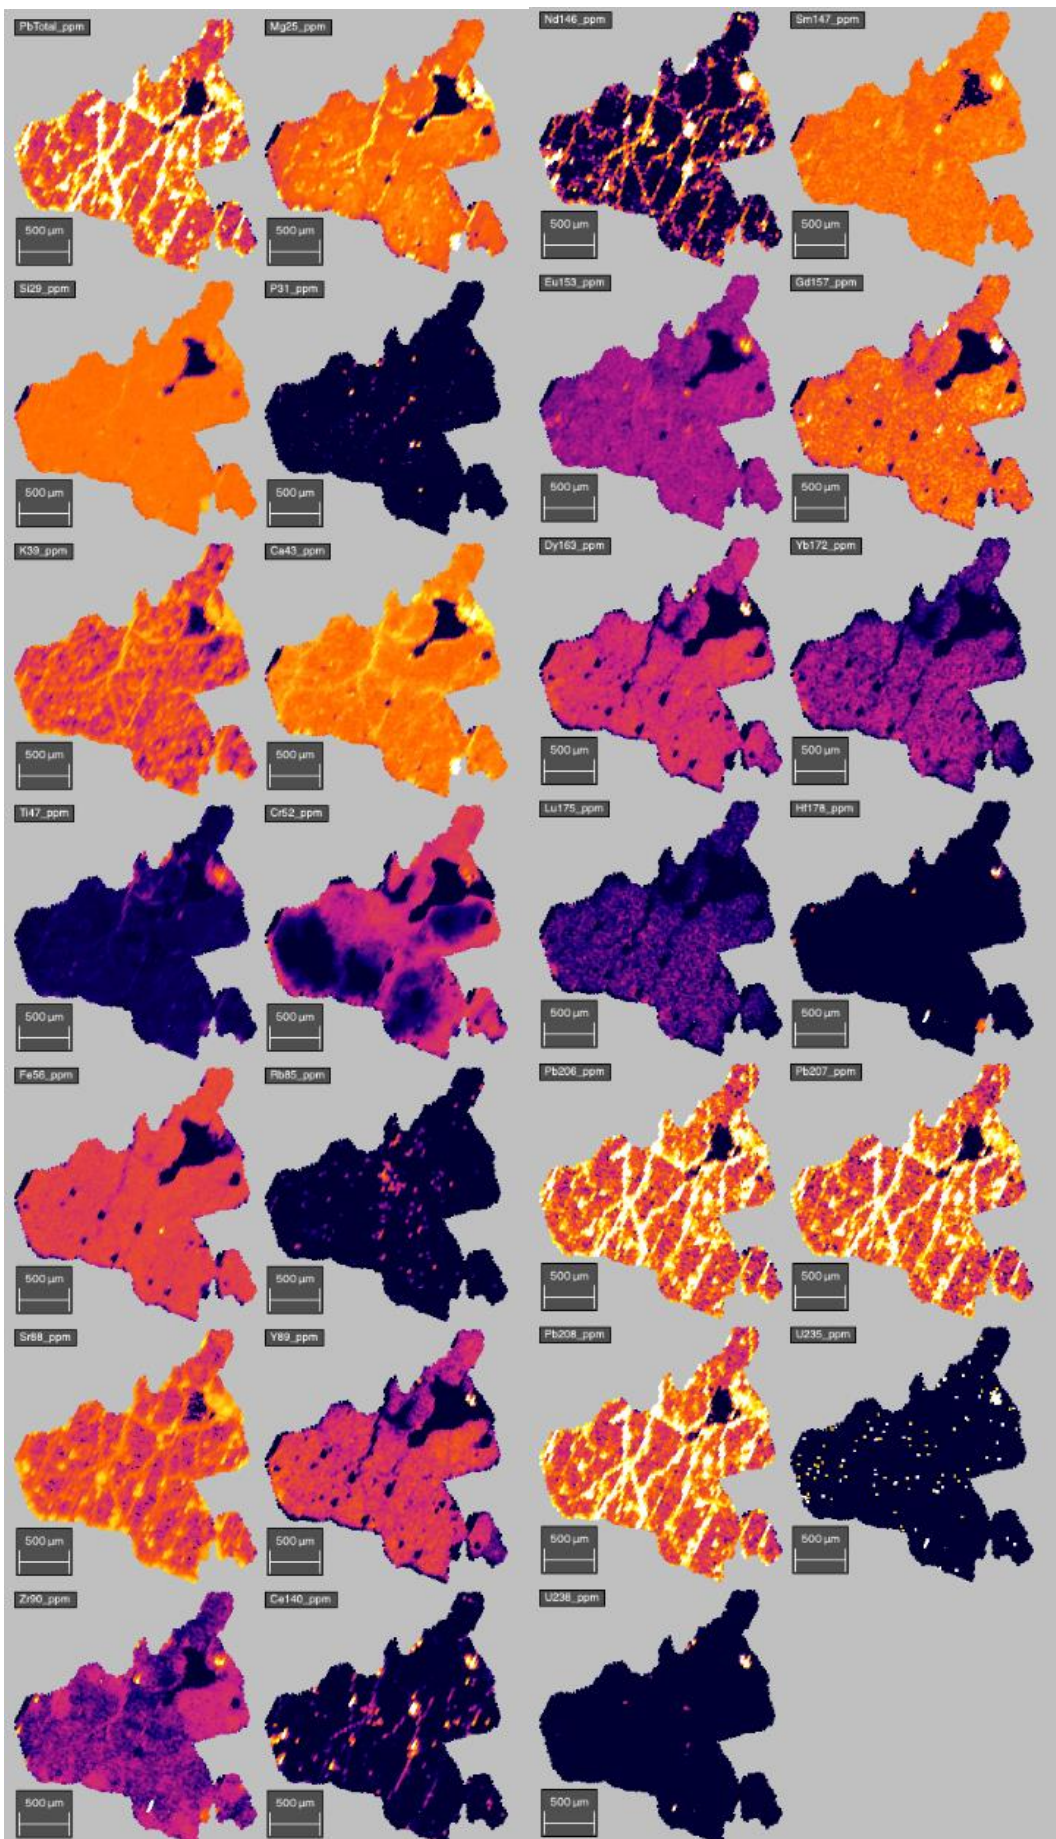 PbTotal_ppm Mg25_ppm Nd146_ppm Sm147_ppm
500 µm 500 µm 500 µm 500 µm
Si29_ppm P31_ppm Eu153_ppm Gd157_ppm
500 µm 500 µm 500 µm 500 µm
K39_ppm Ca43_ppm Dy163_ppm Yb172_ppm
500 µm 500 µm 500 µm 500 µm
Ti47_ppm Cr52_ppm Lu175_ppm Hf178_ppm
500 µm 500 µm 500 µm 500 µm
Fe56_ppm Rb85_ppm Pb206_ppm Pb207_ppm
500 µm 500 µm 500 µm 500 µm
Sr88_ppm Y89_ppm Pb208_ppm U235_ppm
500 µm 500 µm 500 µm 500 µm
Zr90_ppm Ce140_ppm U238_ppm
500 µm 500 µm 500 µm